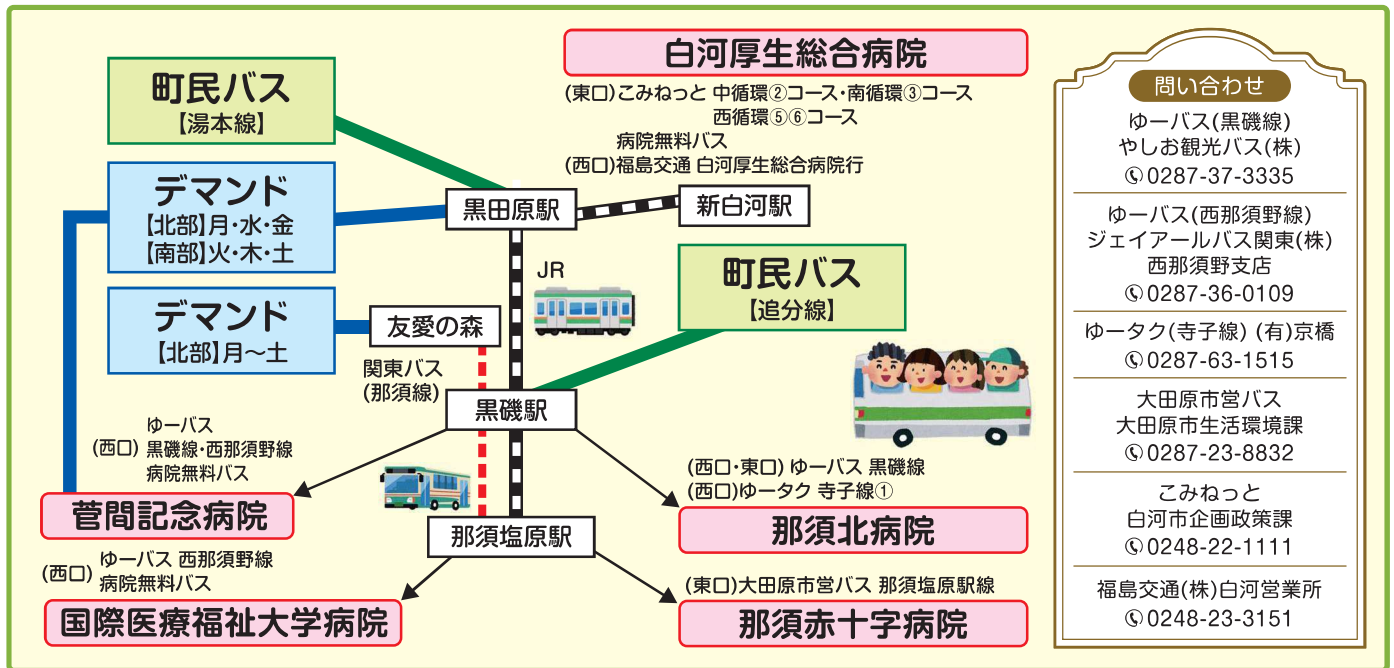 町民バス
【湯本線】
デマンド
【北部】月・水・金
【南部】火・木・土
デマンド
【北部】月～土
白河厚生総合病院
(東口)こみねっと 中循環②コース・南循環③コース
西循環⑤⑥コース
病院無料バス
(西口)福島交通 白河厚生総合病院行
黒田原駅
新白河駅
JR
町民バス
【追分線】
友愛の森
関東バス
(那須線)
黒磯駅
ゆーバス
(西口) 黒磯線・西那須野線
病院無料バス
菅間記念病院
(西口・東口) ゆーバス 黒磯線
(西口)ゆータク 寺子線①
那須北病院
那須塩原駅
(西口) ゆーバス 西那須野線
病院無料バス
国際医療福祉大学病院
(東口)大田原市営バス 那須塩原駅線
那須赤十字病院
問い合わせ
ゆーバス(黒磯線)
やしお観光バス(株)
✆0287-37-3335
ゆーバス(西那須野線)
ジェイアールバス関東(株)
西那須野支店
✆0287-36-0109
ゆータク(寺子線) (有)京橋
✆0287-63-1515
大田原市営バス
大田原市生活環境課
✆0287-23-8832
こみねっと
白河市企画政策課
✆0248-22-1111
福島交通(株)白河営業所
✆0248-23-3151